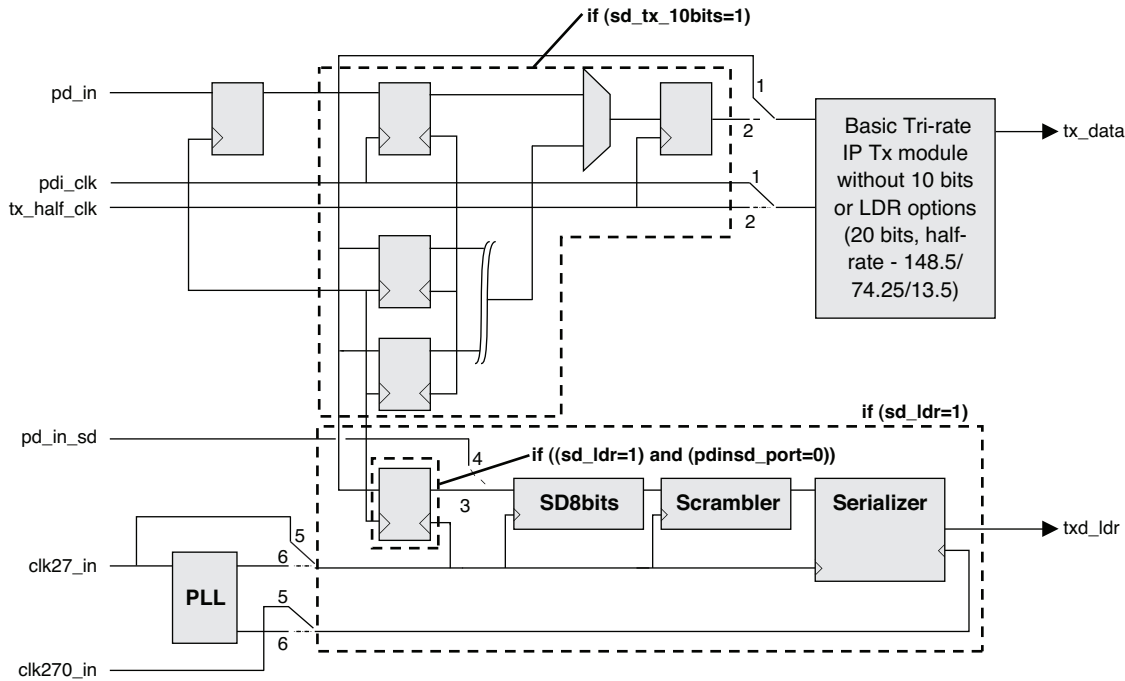 if (sd_tx_10bits=1)
pd_in
1
2
Basic Tri-rate
IP Tx module
without 10 bits
or LDR options
(20 bits, half-
rate - 148.5/
74.25/13.5)
tx_data
pdi_clk
1
tx_half_clk
2
if (sd_ldr=1)
pd_in_sd
4
if ((sd_ldr=1) and (pdinsd_port=0))
3
SD8bits
Scrambler
Serializer
txd_ldr
5
6
clk27_in
PLL
5
6
clk270_in